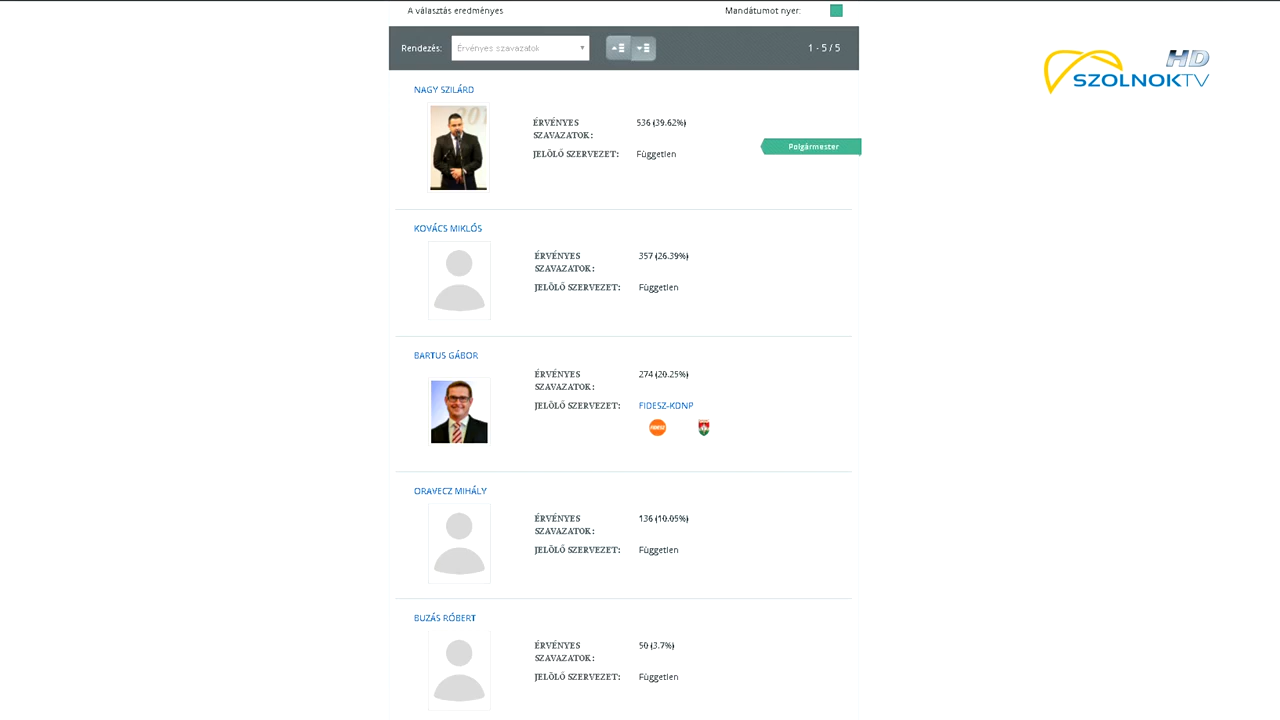 A választás eredményes
Mandátumot nyer:
HD
SZOLNOKTV
Rendezés:
Érvényes szavazatok
1 - 5 / 5
NAGY SZILÁRD
ÉRVÉNYES
SZAVAZATOK:
536 (39.62%)
JELÖLŐ SZERVEZET:
Független
Polgármester
KOVÁCS MIKLÓS
ÉRVÉNYES
SZAVAZATOK:
357 (26.39%)
JELÖLŐ SZERVEZET:
Független
BARTUS GÁBOR
ÉRVÉNYES
SZAVAZATOK:
274 (20.25%)
JELÖLŐ SZERVEZET:
FIDESZ-KDNP
FIDESZ
ORAVECZ MIHÁLY
ÉRVÉNYES
SZAVAZATOK:
136 (10.05%)
JELÖLŐ SZERVEZET:
Független
BUZÁS RÓBERT
ÉRVÉNYES
SZAVAZATOK:
50 (3.7%)
JELÖLŐ SZERVEZET:
Független